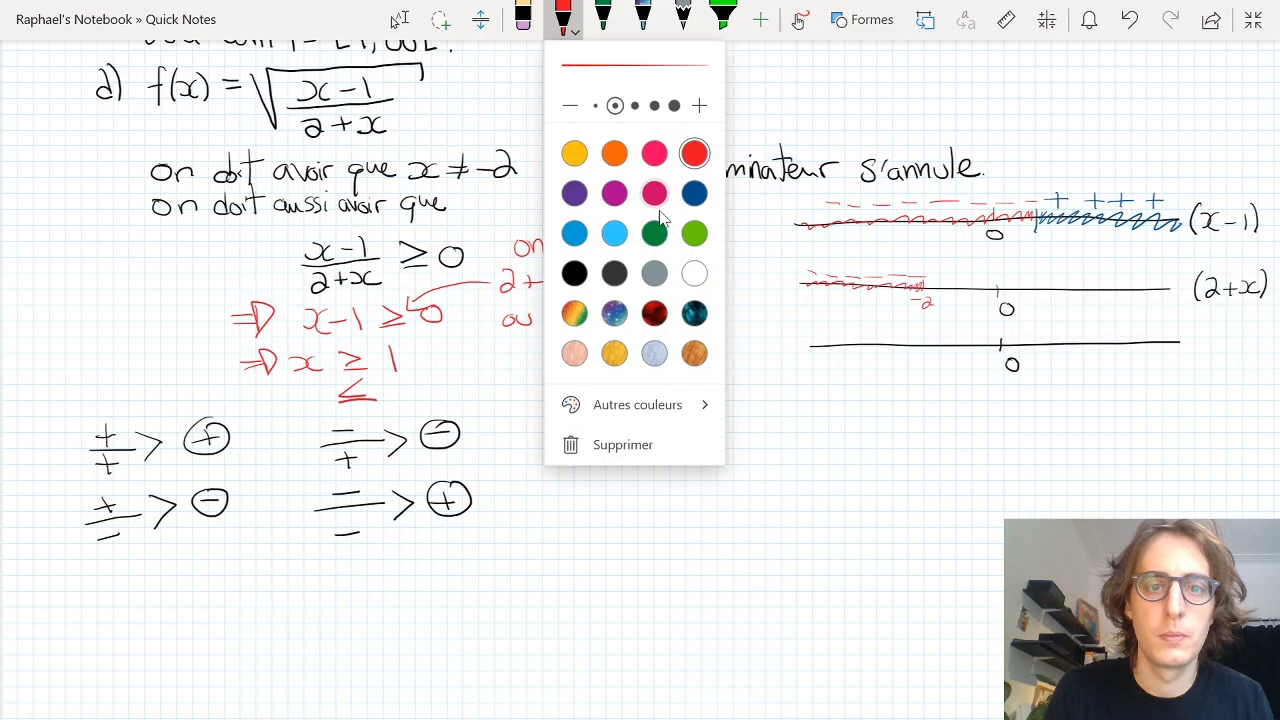 Raphael's Notebook » Quick Notes
Formes
d) f(x) = √ x-1 / 2+x
on doit avoir que x ≠ -2
minateur s'annule.
on doit aussi avoir que
x-1 / 2+x ≥ 0
on
2+
⇒ x-1 ≥ 0
ou
⇒ x ≥ 1
≤
- - - - - - - - + + + + (x-1)
0
- - - - - - (2+x)
-2 0
0
+ / + > +
- / + > -
+ / - > -
- / - > +
Autres couleurs
Supprimer